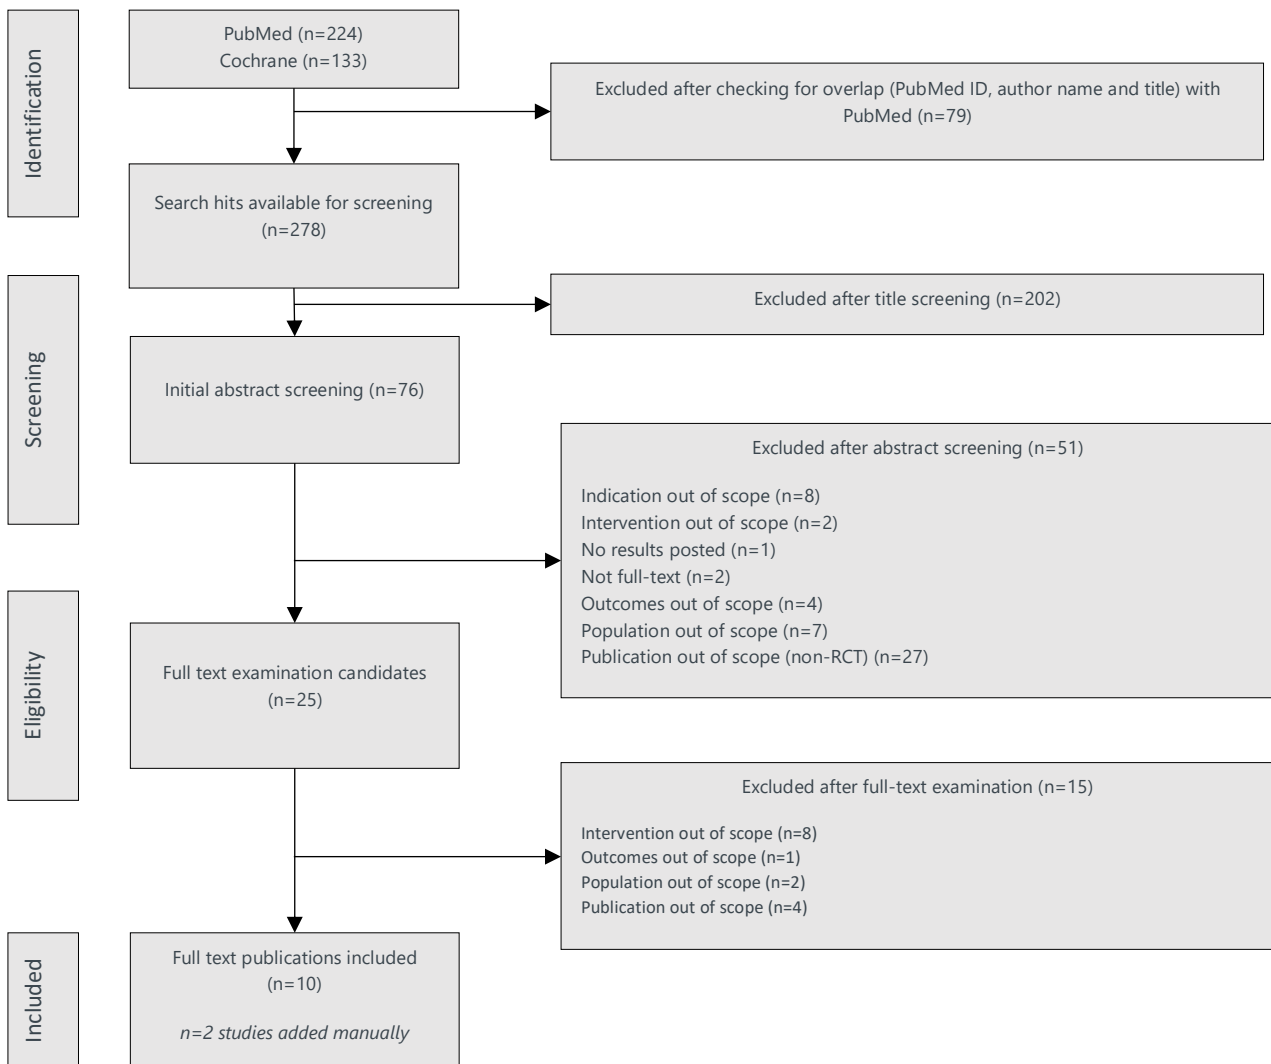 Identification
PubMed (n=224)
Cochrane (n=133)
Excluded after checking for overlap (PubMed ID, author name and title) with
PubMed (n=79)
Search hits available for screening
(n=278)
Screening
Excluded after title screening (n=202)
Initial abstract screening (n=76)
Excluded after abstract screening (n=51)
Indication out of scope (n=8)
Intervention out of scope (n=2)
No results posted (n=1)
Not full-text (n=2)
Outcomes out of scope (n=4)
Population out of scope (n=7)
Publication out of scope (non-RCT) (n=27)
Eligibility
Full text examination candidates
(n=25)
Excluded after full-text examination (n=15)
Intervention out of scope (n=8)
Outcomes out of scope (n=1)
Population out of scope (n=2)
Publication out of scope (n=4)
Included
Full text publications included
(n=10)
n=2 studies added manually